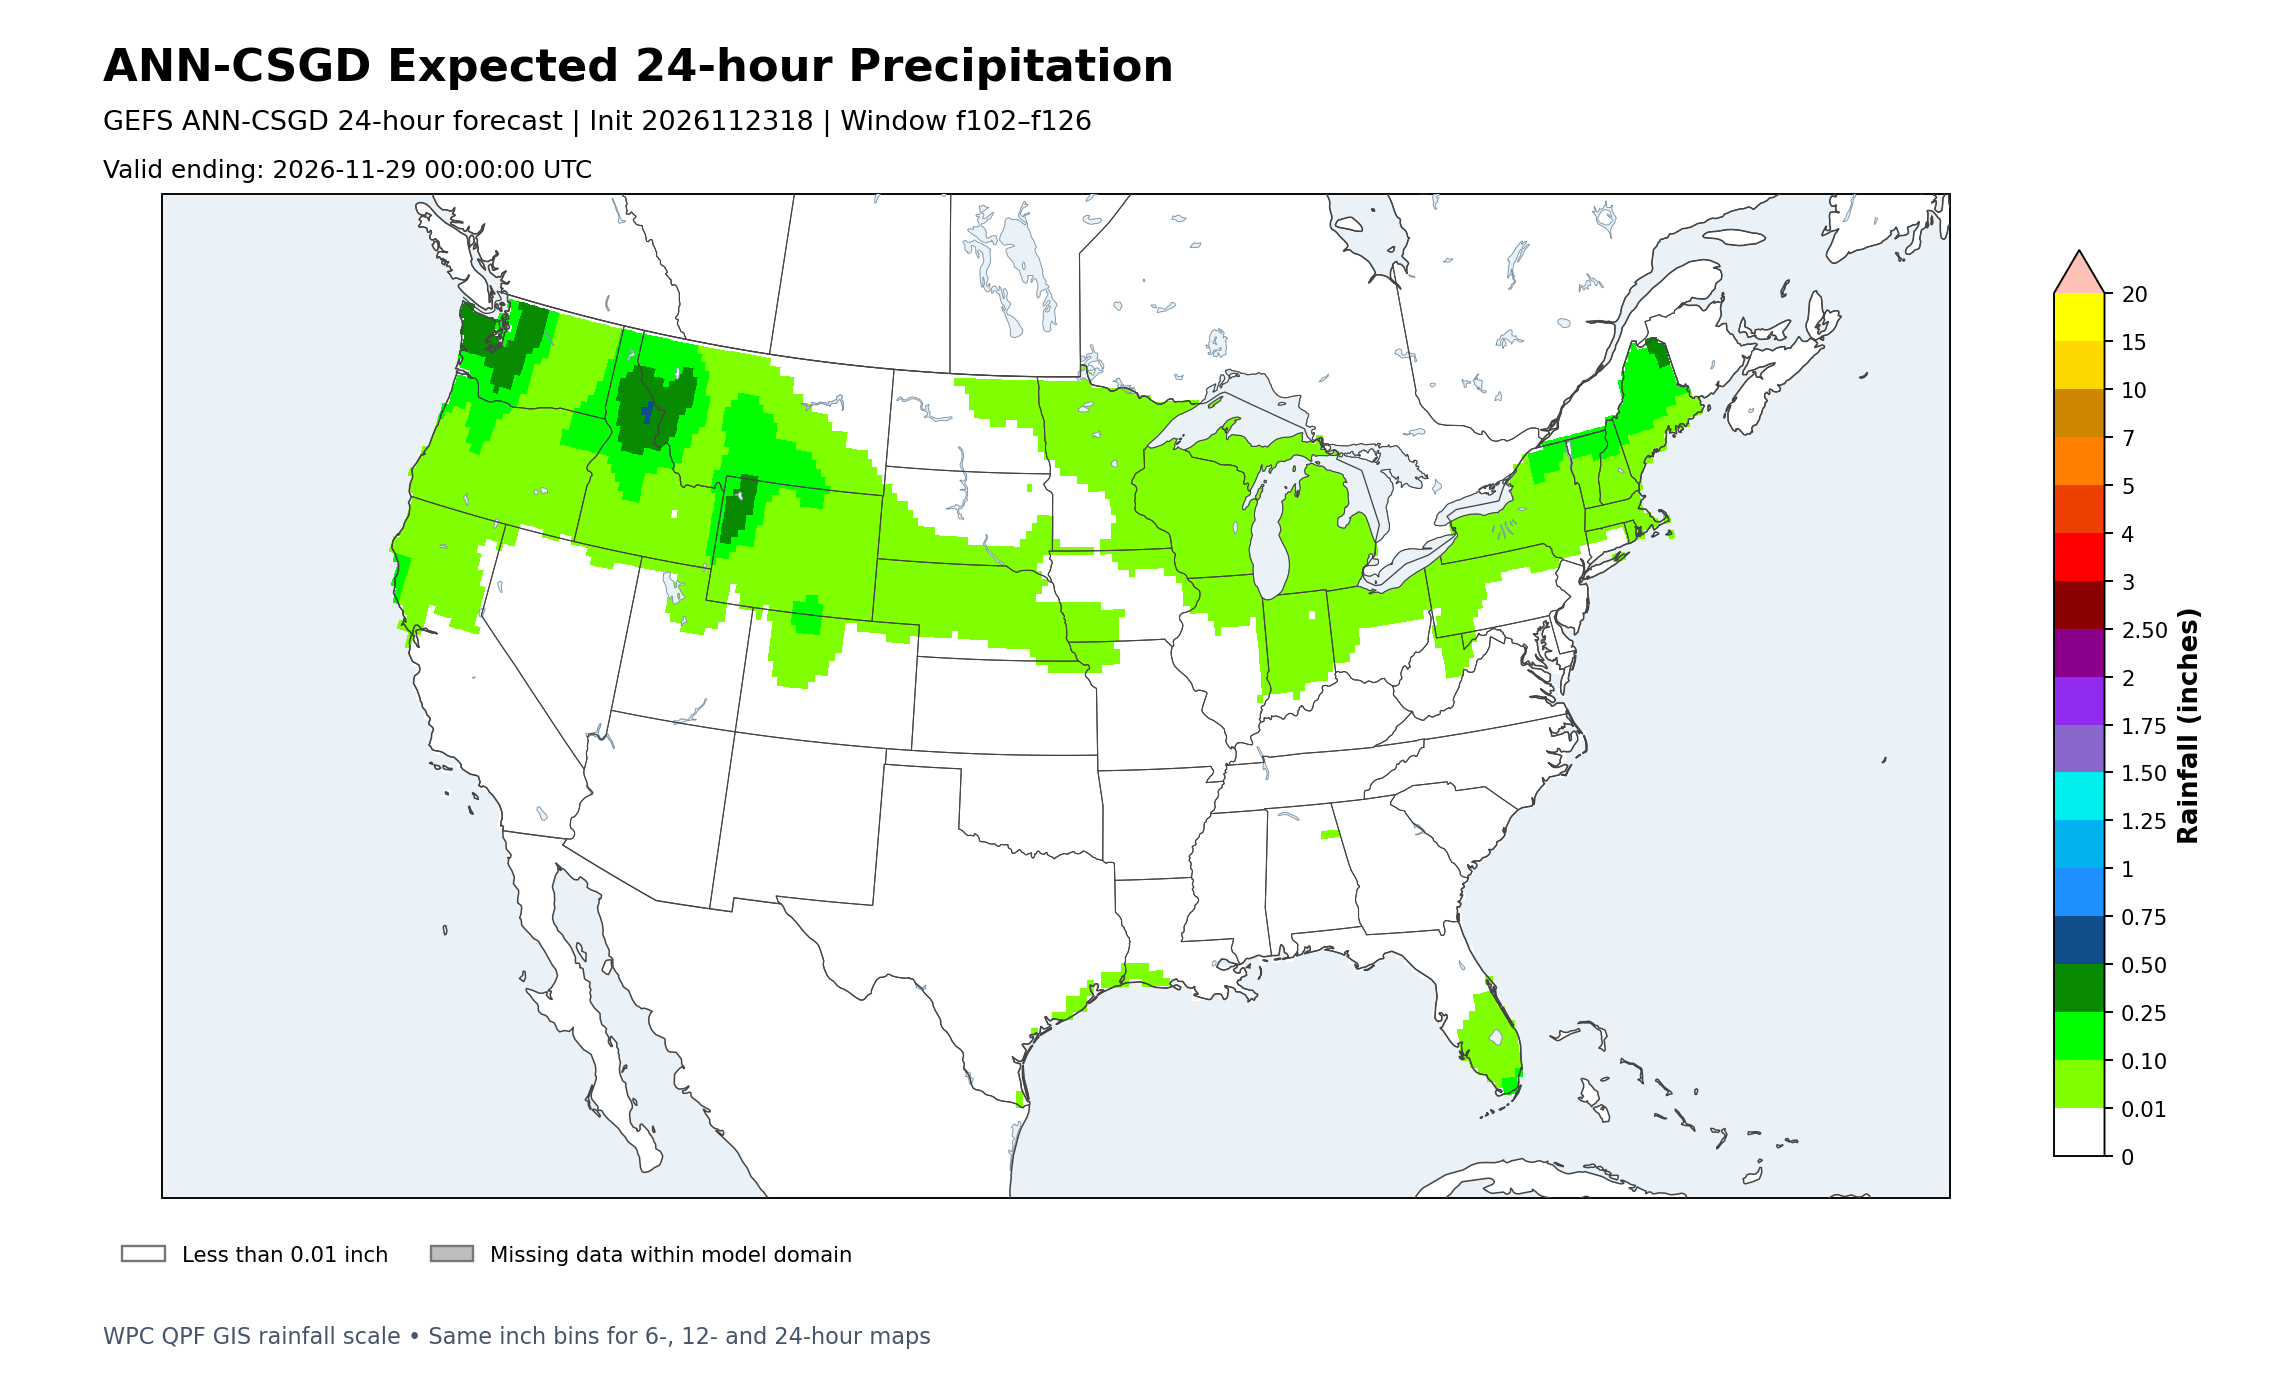 ANN-CSGD Expected 24-hour Precipitation
GEFS ANN-CSGD 24-hour forecast | Init 2026112318 | Window f102–f126
Valid ending: 2026-11-29 00:00:00 UTC
20
15
10
7
5
4
3
2.50
2
1.75
1.50
1.25
1
0.75
0.50
0.25
0.10
0.01
0
Rainfall (inches)
Less than 0.01 inch
Missing data within model domain
WPC QPF GIS rainfall scale • Same inch bins for 6-, 12- and 24-hour maps